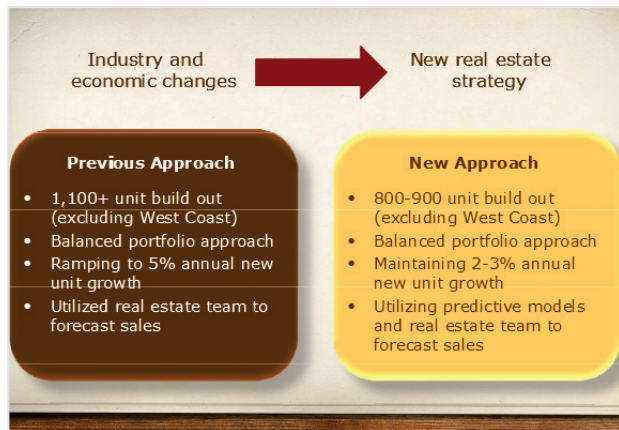 Industry and
economic changes
New real estate
strategy
Previous Approach
• 1,100+ unit build out
(excluding West Coast)
• Balanced portfolio approach
• Ramping to 5% annual new
unit growth
• Utilized real estate team to
forecast sales
New Approach
• 800-900 unit build out
(excluding West Coast)
• Balanced portfolio approach
• Maintaining 2-3% annual
new unit growth
• Utilizing predictive models
and real estate team to
forecast sales